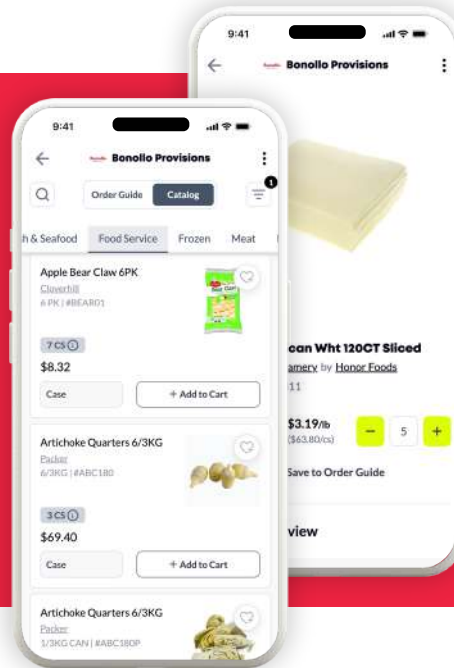 9:41
Bonollo Provisions
can Wht 120CT Sliced
amery by Honor Foods
11
$3.19/lb
($63.80/cs)
− 5 +
Save to Order Guide
view
9:41
Bonollo Provisions
Order Guide Catalog 1
h & Seafood Food Service Frozen Meat
Apple Bear Claw 6PK
Cloverhill
6 PK | #BEAR01
7 CS
$8.32
Case + Add to Cart
Artichoke Quarters 6/3KG
Packer
6/3KG | #ABC180
3 CS
$69.40
Case + Add to Cart
Artichoke Quarters 6/3KG
Packer
1/3KG CAN | #ABC180P